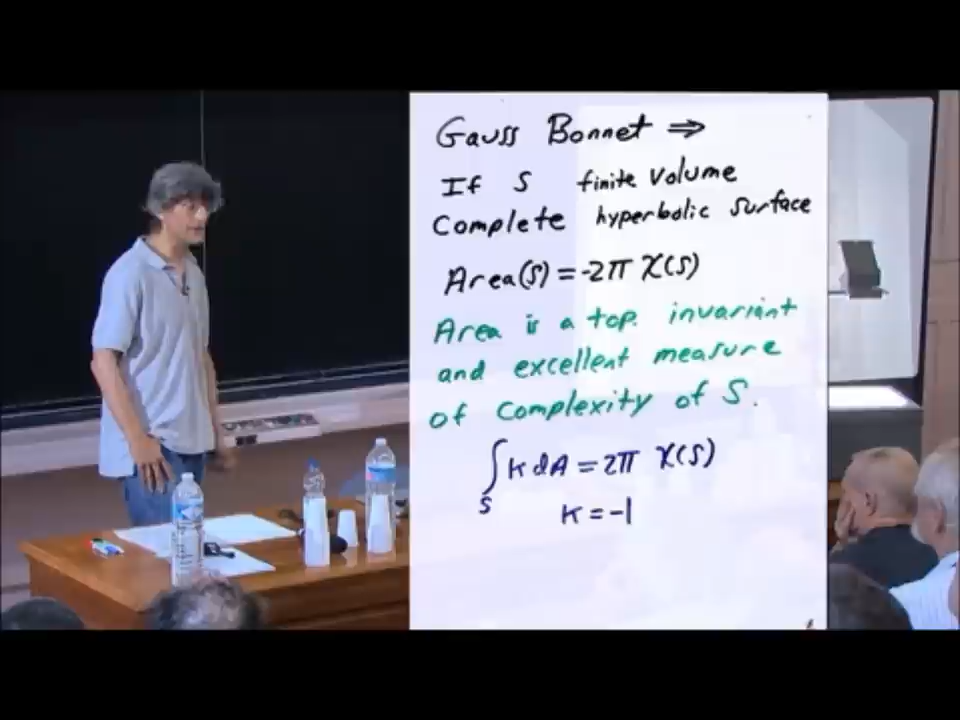 Gauss Bonnet ⇒
If S finite volume
Complete hyperbolic surface
Area(S) = -2π χ(S)
Area is a top. invariant
and excellent measure
of complexity of S.
∫_S K dA = 2π χ(S)
K = -1